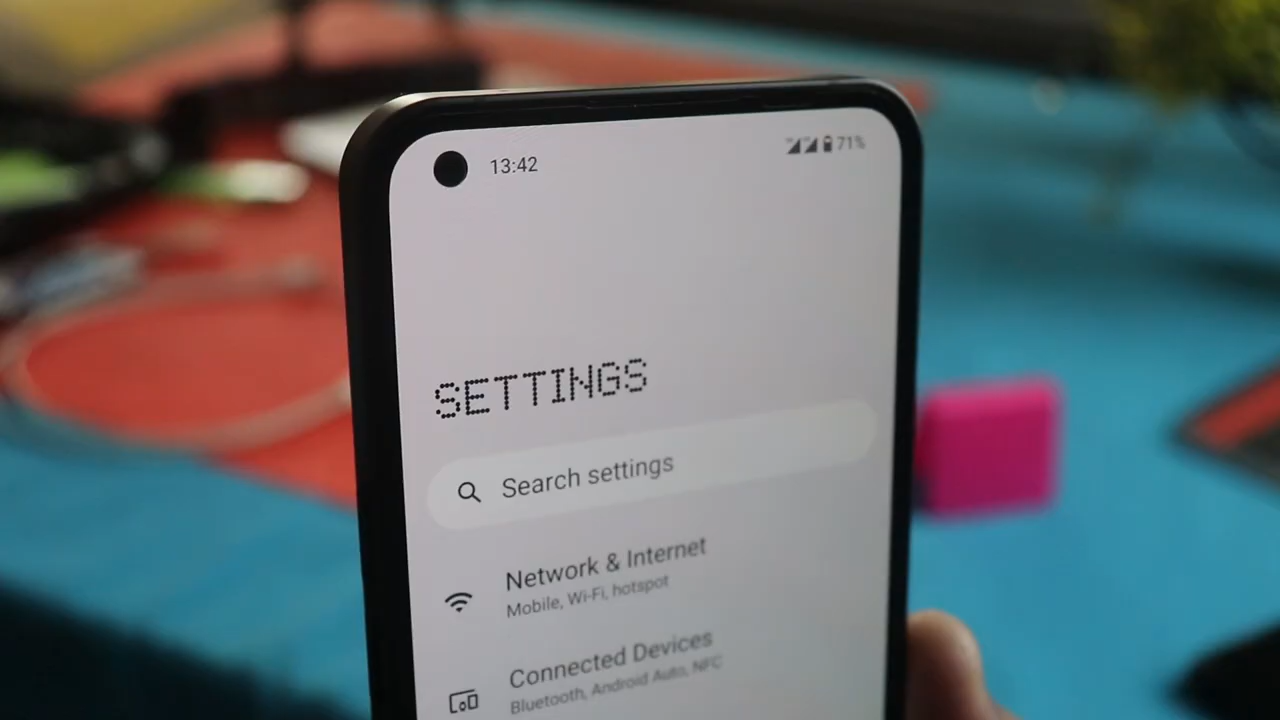 13:42
71%
SETTINGS
Search settings
Network & Internet
Mobile, Wi-Fi, hotspot
Connected Devices
Bluetooth, Android Auto, NFC